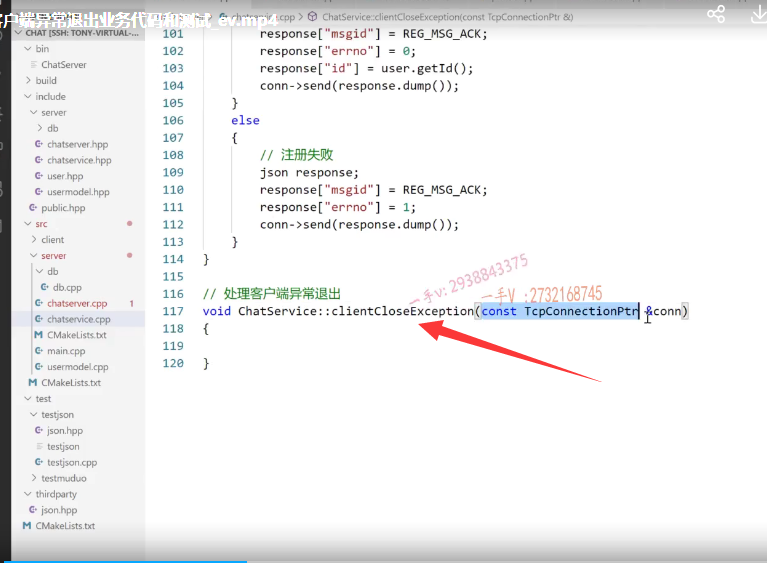 客户端异常退出业务代码和测试_ev.mp4
.cpp > ChatService::clientCloseException(const TcpConnectionPtr &)
CHAT [SSH: TONY-VIRTUAL-...
bin
ChatServer
build
include
server
db
chatserver.hpp
chatservice.hpp
user.hpp
usermodel.hpp
public.hpp
src
client
server
db
db.cpp
chatserver.cpp 1
chatservice.cpp
CMakeLists.txt
main.cpp
usermodel.cpp
CMakeLists.txt
test
testjson
json.hpp
testjson
testjson.cpp
testmuduo
thirdparty
json.hpp
CMakeLists.txt
101 response["msgid"] = REG_MSG_ACK;
102 response["errno"] = 0;
103 response["id"] = user.getId();
104 conn->send(response.dump());
105 }
106 else
107 {
108 // 注册失败
109 json response;
110 response["msgid"] = REG_MSG_ACK;
111 response["errno"] = 1;
112 conn->send(response.dump());
113 }
114 }
115
116 // 处理客户端异常退出
117 void ChatService::clientCloseException(const TcpConnectionPtr &conn)
118 {
119
120 }
一手v:2938843375
一手V :2732168745